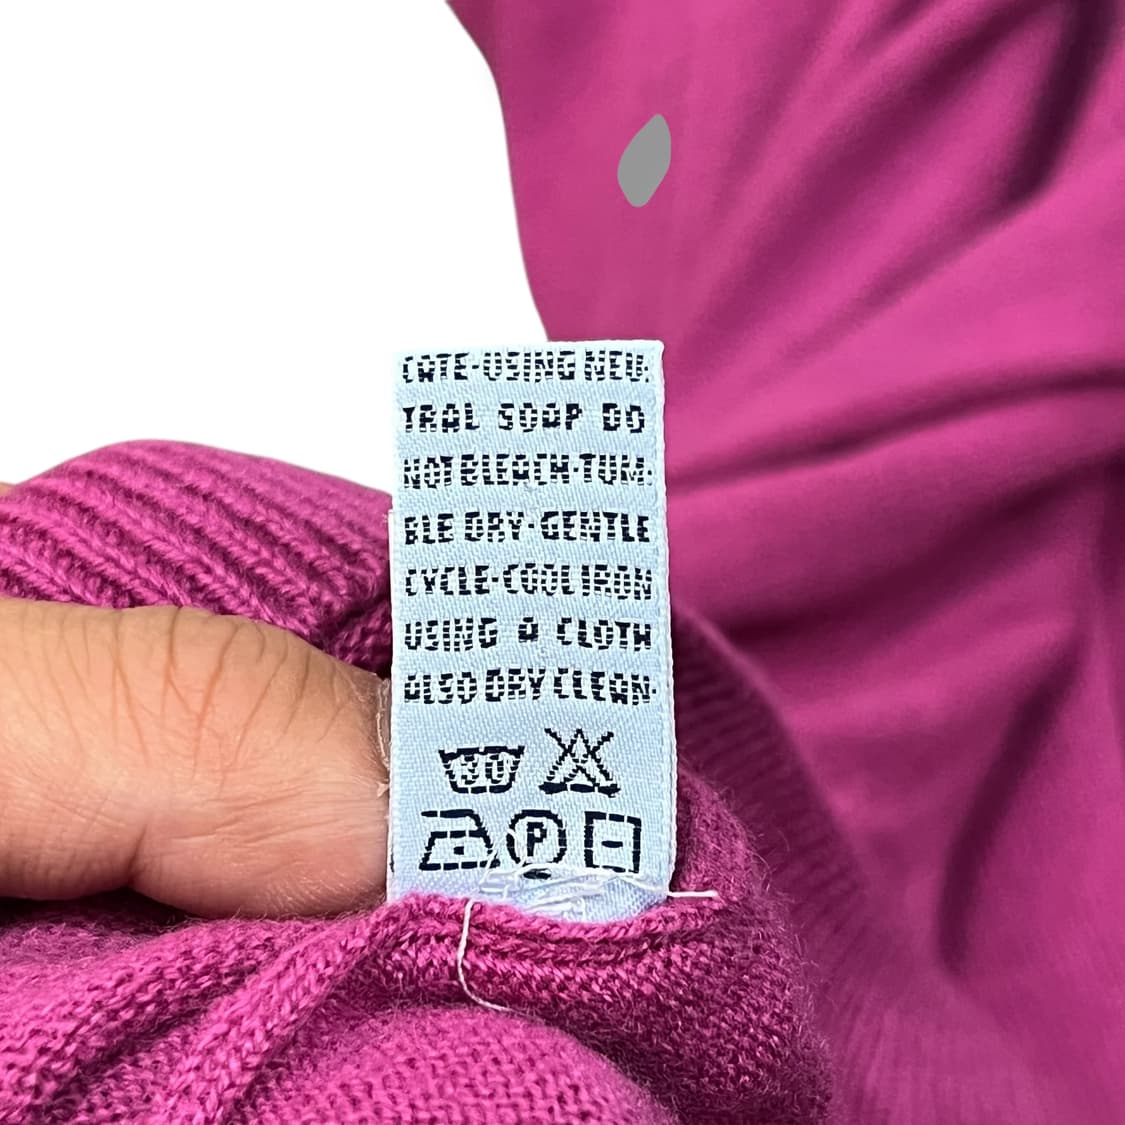 CATE-USING NEU-
TRAL SOAP DO
NOT BLEACH-TUM-
BLE DRY-GENTLE
CYCLE-COOL IRON
USING A CLOTH
ALSO DRY CLEAN-
30
P